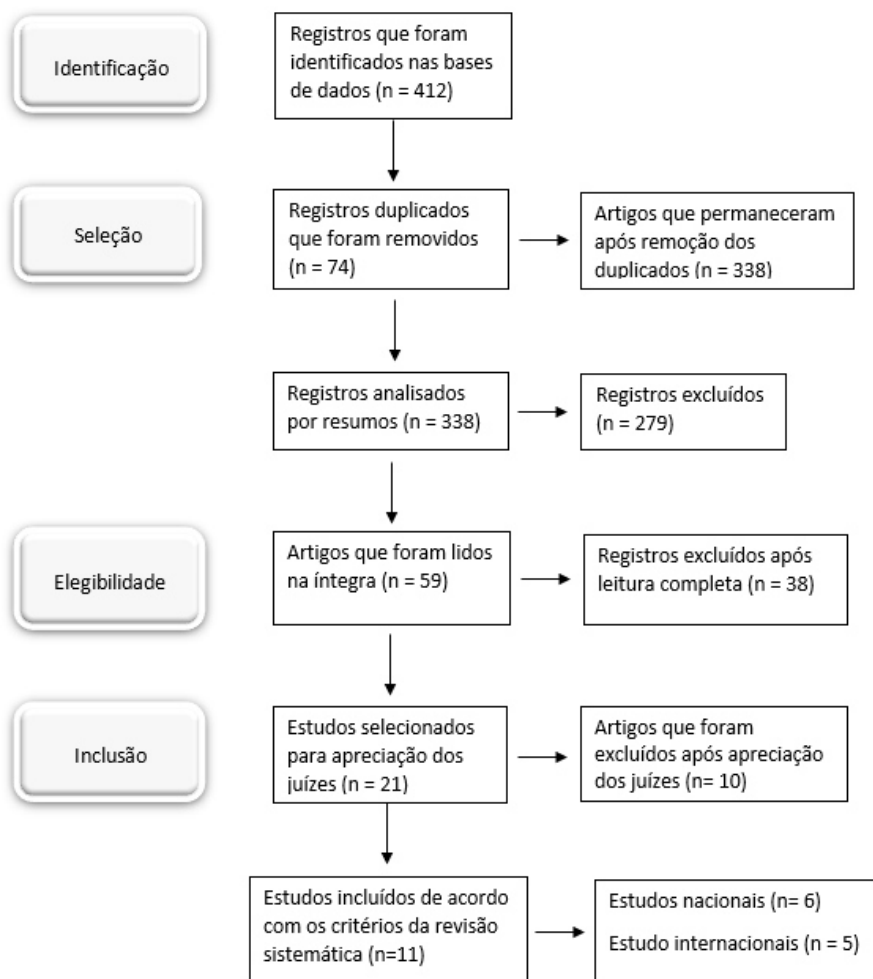 Identificação
Registros que foram
identificados nas bases
de dados (n = 412)
Seleção
Registros duplicados
que foram removidos
(n = 74)
Artigos que permaneceram
após remoção dos
duplicados (n = 338)
Registros analisados
por resumos (n = 338)
Registros excluídos
(n = 279)
Elegibilidade
Artigos que foram lidos
na íntegra (n = 59)
Registros excluídos após
leitura completa (n = 38)
Inclusão
Estudos selecionados
para apreciação dos
juízes (n = 21)
Artigos que foram
excluídos após apreciação
dos juízes (n= 10)
Estudos incluídos de acordo
com os critérios da revisão
sistemática (n=11)
Estudos nacionais (n= 6)
Estudo internacionais (n = 5)